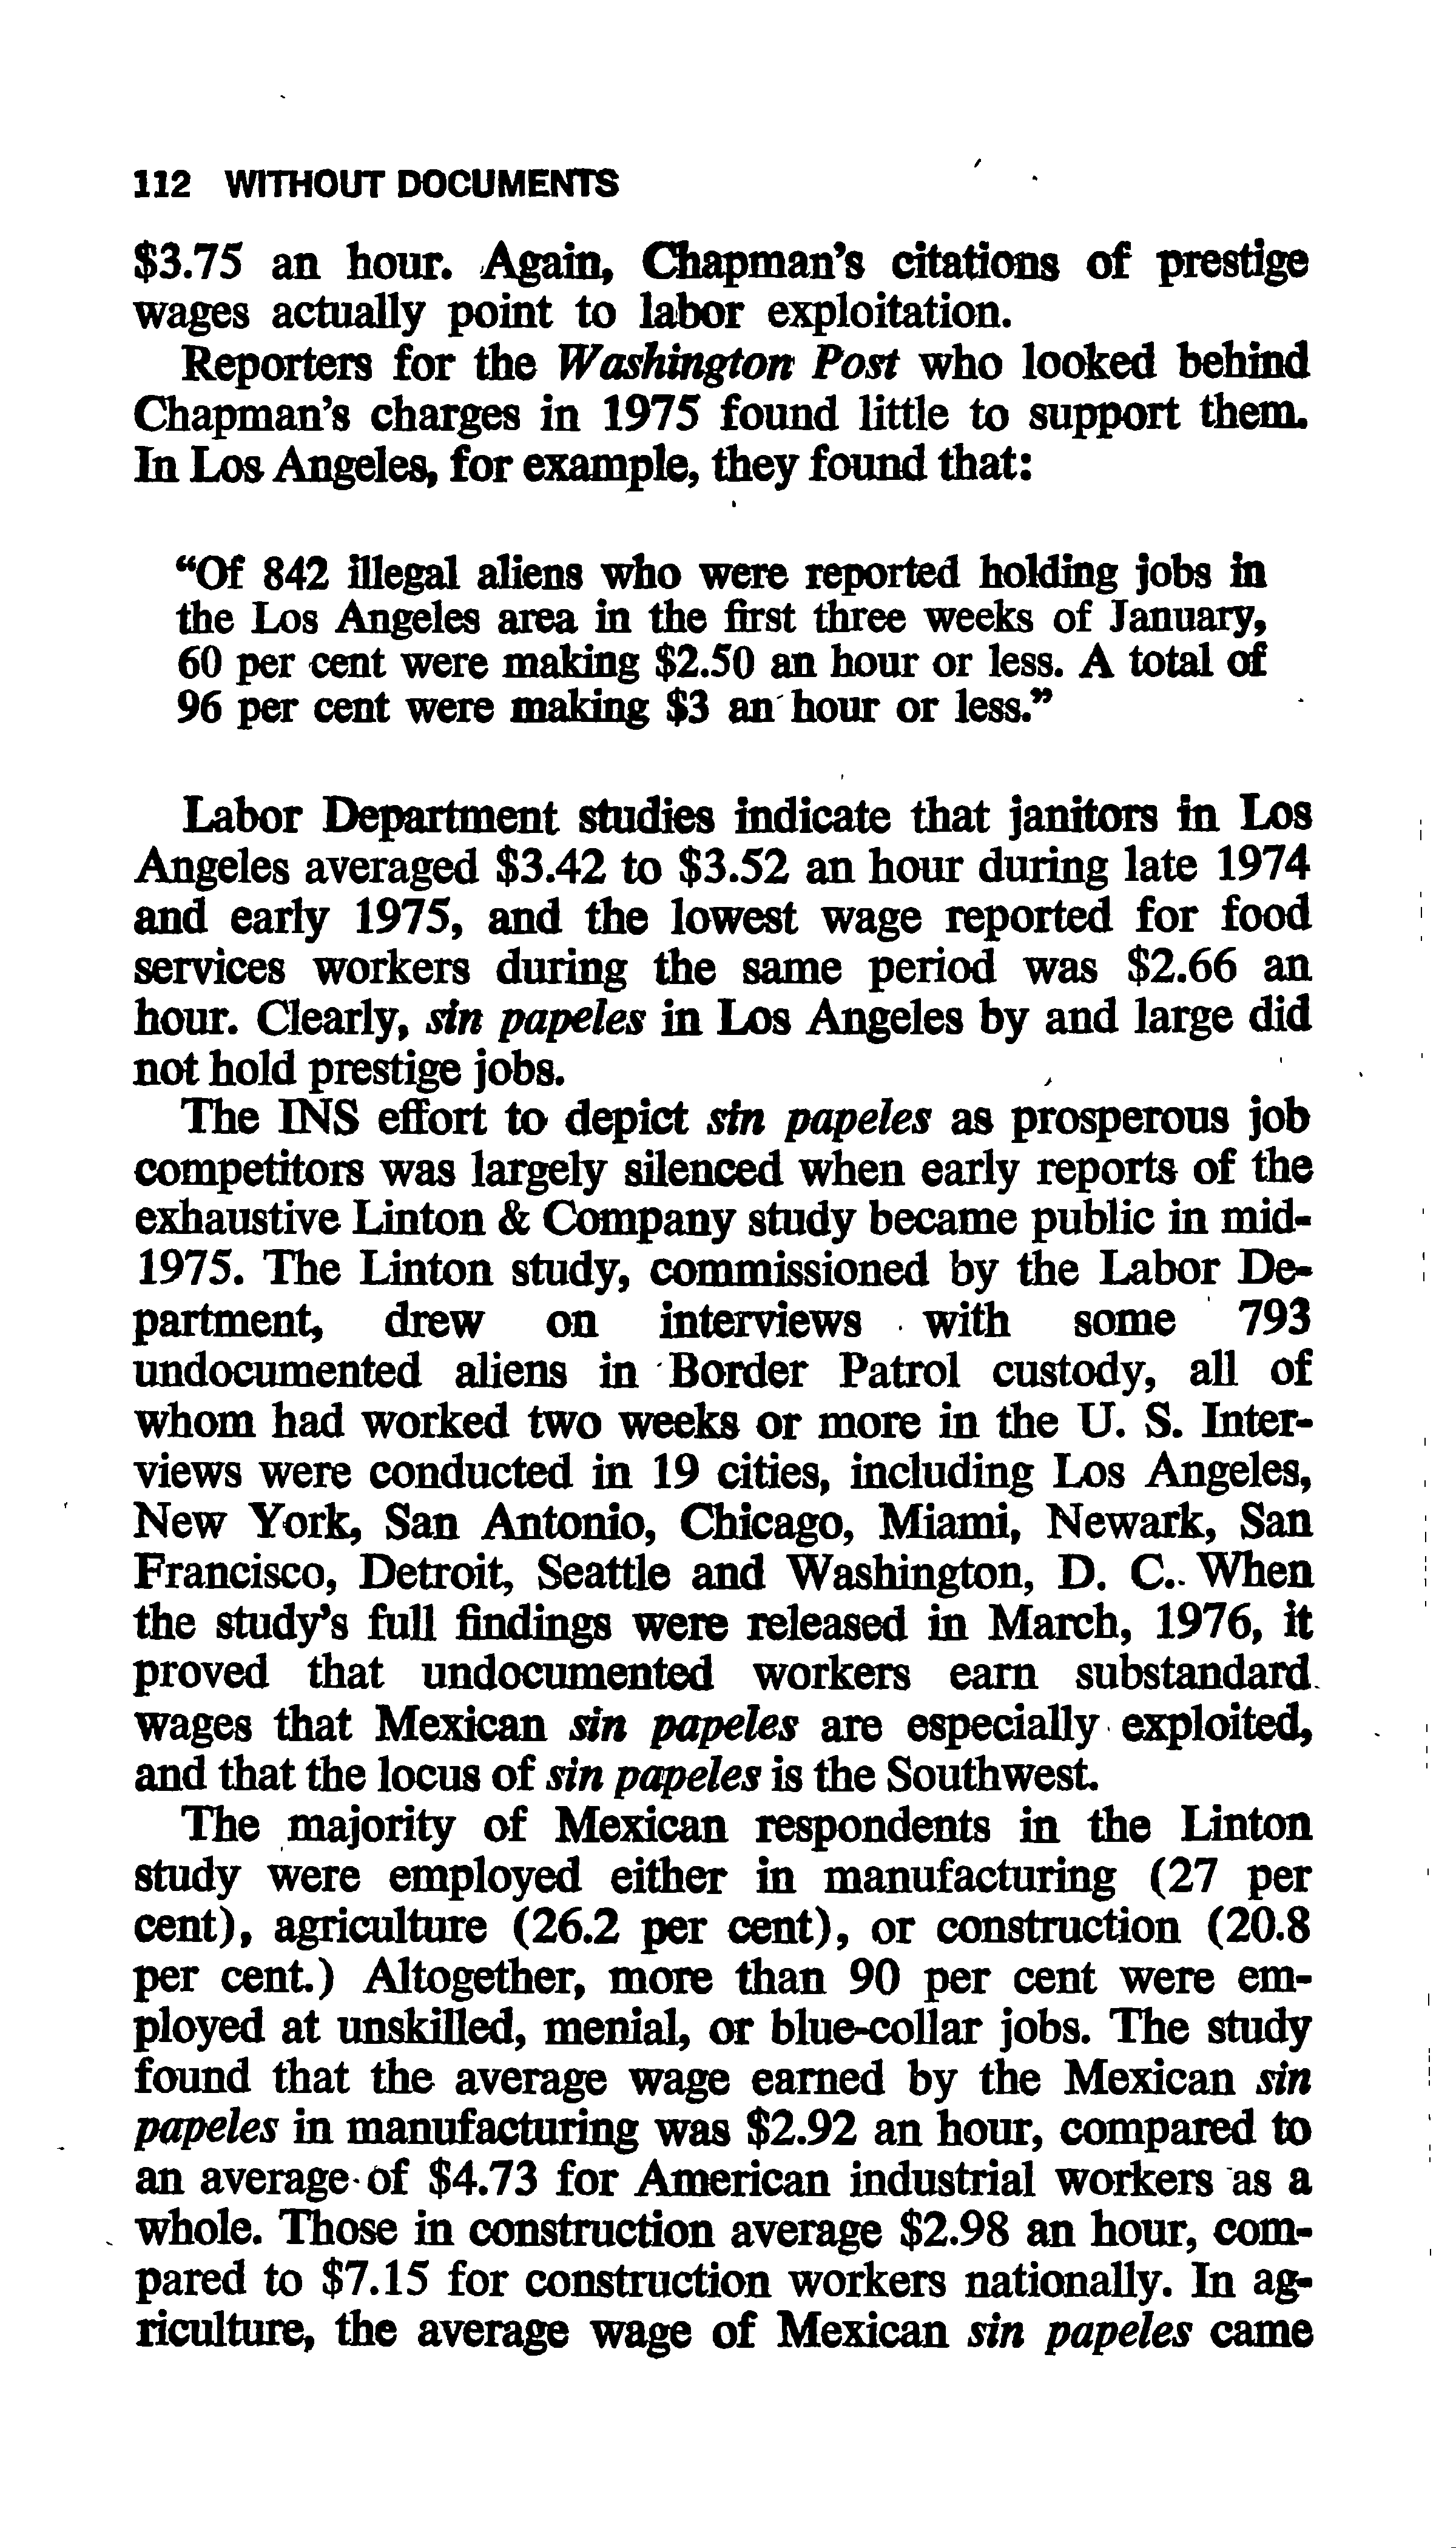 112 WITHOUT DOCUMENTS
$3.75 an hour. Again, Chapman's citations of prestige
wages actually point to labor exploitation.
Reporters for the Washington Post who looked behind
Chapman's charges in 1975 found little to support them.
In Los Angeles, for example, they found that:
“Of 842 illegal aliens who were reported holding jobs in
the Los Angeles area in the first three weeks of January,
60 per cent were making $2.50 an hour or less. A total of
96 per cent were making $3 an hour or less.”
Labor Department studies indicate that janitors in Los
Angeles averaged $3.42 to $3.52 an hour during late 1974
and early 1975, and the lowest wage reported for food
services workers during the same period was $2.66 an
hour. Clearly, sin papeles in Los Angeles by and large did
not hold prestige jobs.
The INS effort to depict sin papeles as prosperous job
competitors was largely silenced when early reports of the
exhaustive Linton & Company study became public in mid-
1975. The Linton study, commissioned by the Labor De-
partment, drew on interviews with some 793
undocumented aliens in Border Patrol custody, all of
whom had worked two weeks or more in the U. S. Inter-
views were conducted in 19 cities, including Los Angeles,
New York, San Antonio, Chicago, Miami, Newark, San
Francisco, Detroit, Seattle and Washington, D. C.. When
the study's full findings were released in March, 1976, it
proved that undocumented workers earn substandard
wages that Mexican sin papeles are especially exploited,
and that the locus of sin papeles is the Southwest.
The majority of Mexican respondents in the Linton
study were employed either in manufacturing (27 per
cent), agriculture (26.2 per cent), or construction (20.8
per cent.) Altogether, more than 90 per cent were em-
ployed at unskilled, menial, or blue-collar jobs. The study
found that the average wage earned by the Mexican sin
papeles in manufacturing was $2.92 an hour, compared to
an average of $4.73 for American industrial workers as a
whole. Those in construction average $2.98 an hour, com-
pared to $7.15 for construction workers nationally. In ag-
riculture, the average wage of Mexican sin papeles came